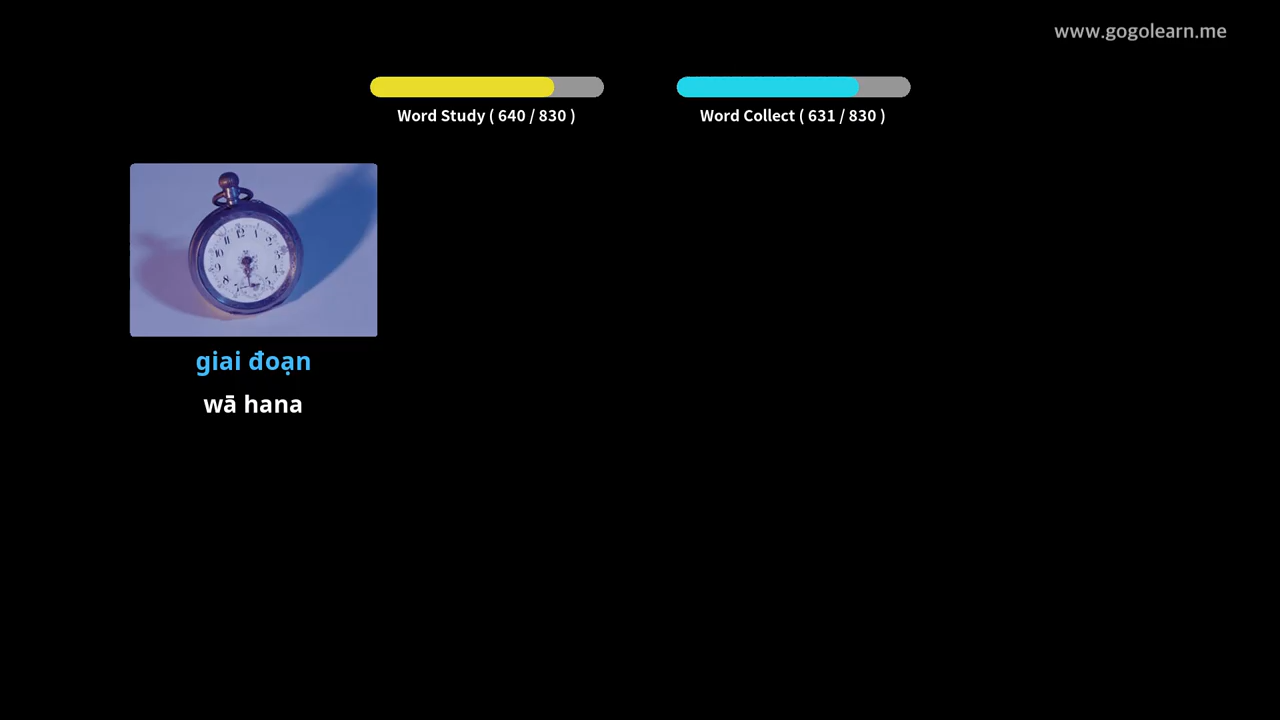 www.gogolearn.me
Word Study ( 640 / 830 )
Word Collect ( 631 / 830 )
giai đoạn
wā hana